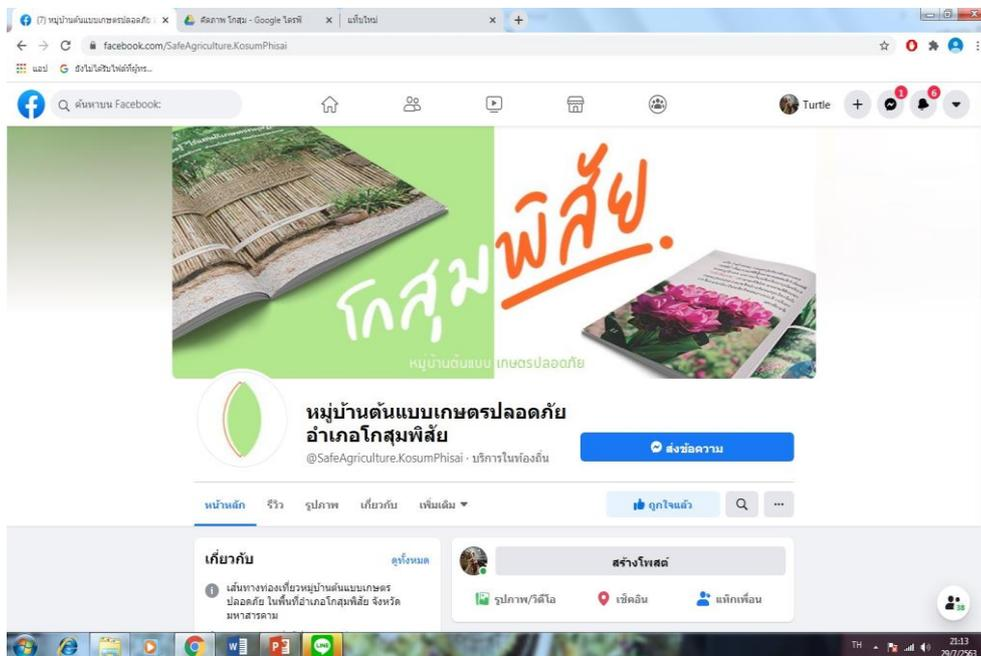 (7) หมู่บ้านต้นแบบเกษตรปลอดภัย
คัดภาพ โกสุม - Google ไดรฟ์
แท็บใหม่
facebook.com/SafeAgriculture.KosumPhisai
แอป
ยังไม่ได้รับไฟล์ที่ผู้ทร...
ค้นหาบน Facebook:
Turtle
1
6
โกสุมพิสัย.
หมู่บ้านต้นแบบ เกษตรปลอดภัย
หมู่บ้านต้นแบบเกษตรปลอดภัย
อำเภอโกสุมพิสัย
@SafeAgriculture.KosumPhisai · บริการในท้องถิ่น
ส่งข้อความ
หน้าหลัก
รีวิว
รูปภาพ
เกี่ยวกับ
เพิ่มเติม
ถูกใจแล้ว
เกี่ยวกับ
ดูทั้งหมด
เส้นทางท่องเที่ยวหมู่บ้านต้นแบบเกษตร
ปลอดภัย ในพื้นที่อำเภอโกสุมพิสัย จังหวัด
มหาสารคาม
สร้างโพสต์
รูปภาพ/วิดีโอ
เช็คอิน
แท็กเพื่อน
38
W
P
LINE
TH
21:13
29/7/2563